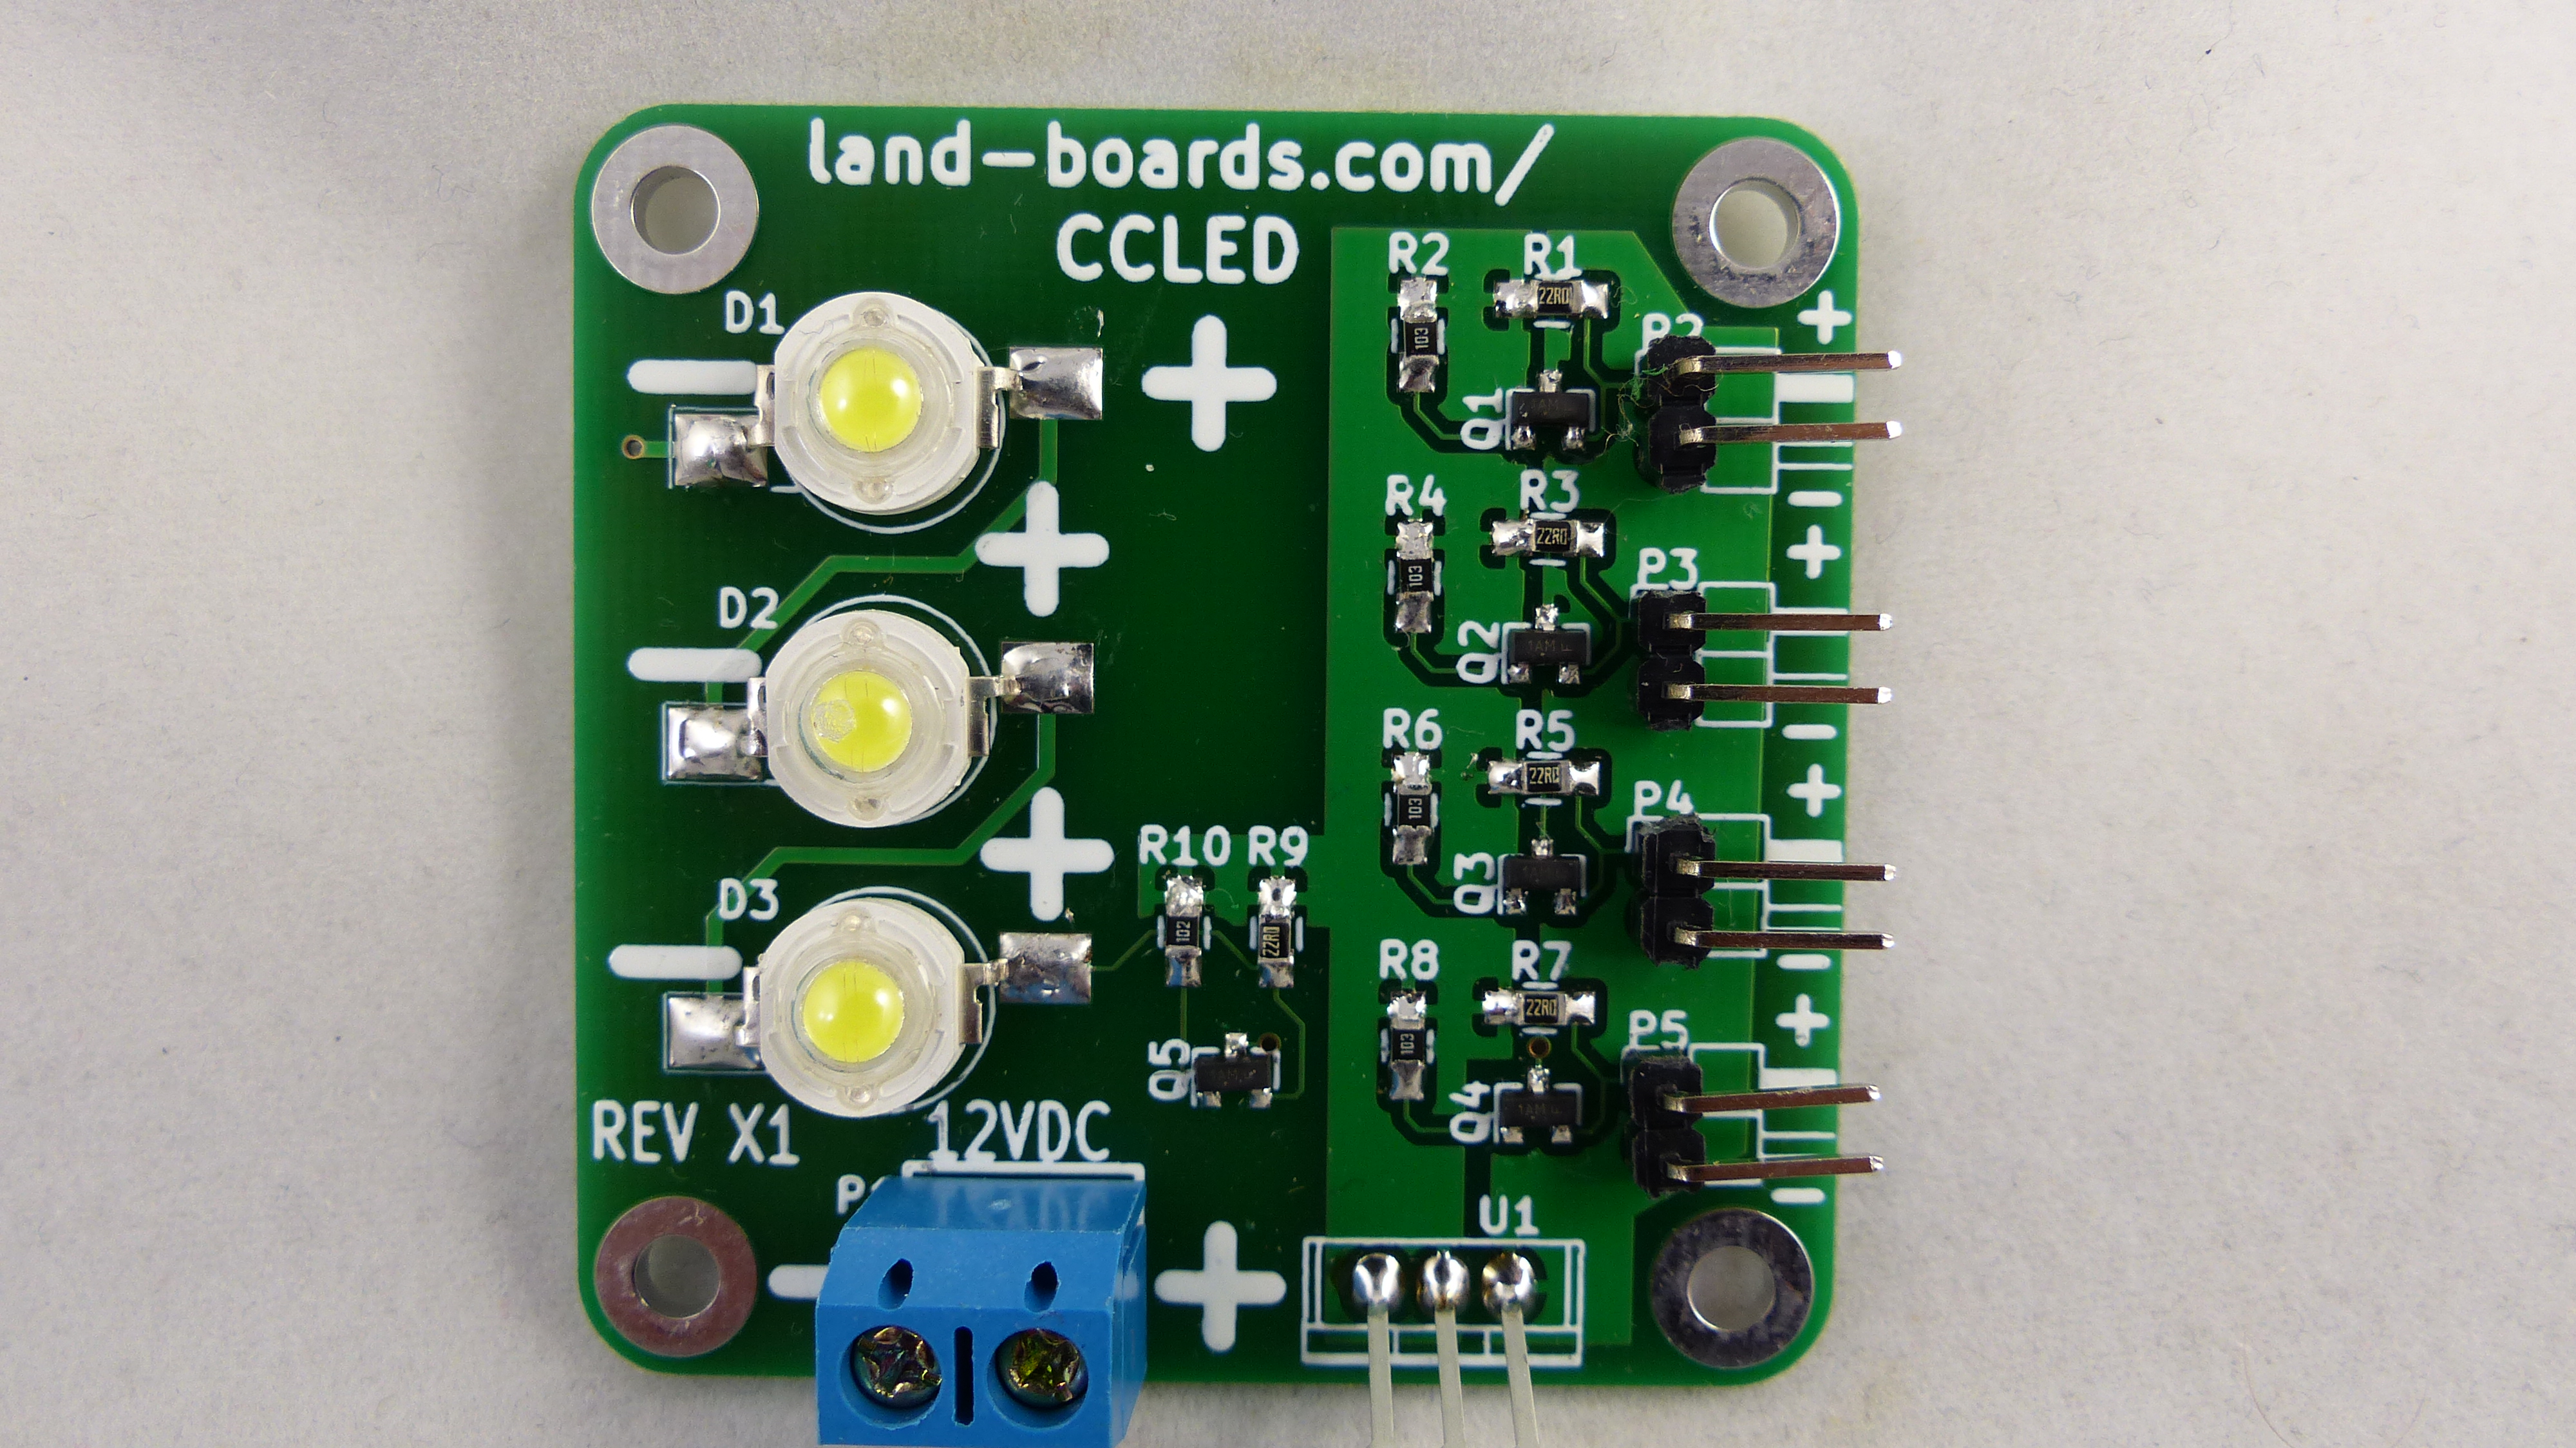 land-boards.com/
CCLED
R2 R1
D1
+
P2
22R0
103
+
Q1
R4 R3
22R0
+
P3
103
D2
Q2
1AM
R6 R5
22R0
+
P4
103
R10 R9
Q3
D3
102
22R0
R8 R7
22R0
+
P5
103
Q5
Q4
1AM
REV X1
12VDC
U1
+